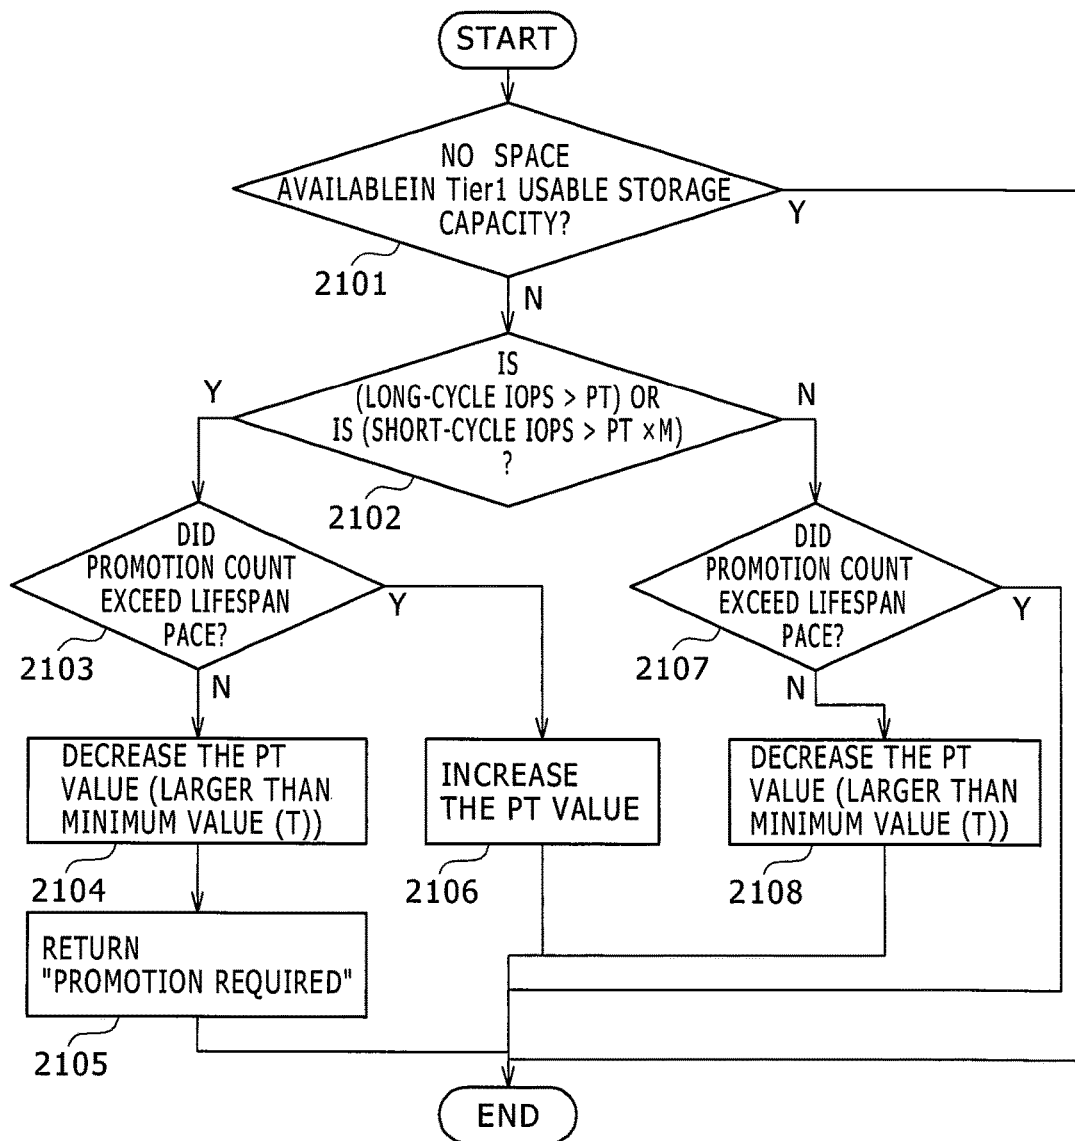 START
NO SPACE
AVAILABLEIN Tier1 USABLE STORAGE
CAPACITY?
Y
2101
N
IS
(LONG-CYCLE IOPS > PT) OR
IS (SHORT-CYCLE IOPS > PT ×M)
?
Y
N
2102
DID
PROMOTION COUNT
EXCEED LIFESPAN
PACE?
Y
2103
N
DID
PROMOTION COUNT
EXCEED LIFESPAN
PACE?
Y
2107
N
DECREASE THE PT
VALUE (LARGER THAN
MINIMUM VALUE (T))
2104
INCREASE
THE PT VALUE
2106
DECREASE THE PT
VALUE (LARGER THAN
MINIMUM VALUE (T))
2108
RETURN
"PROMOTION REQUIRED"
2105
END